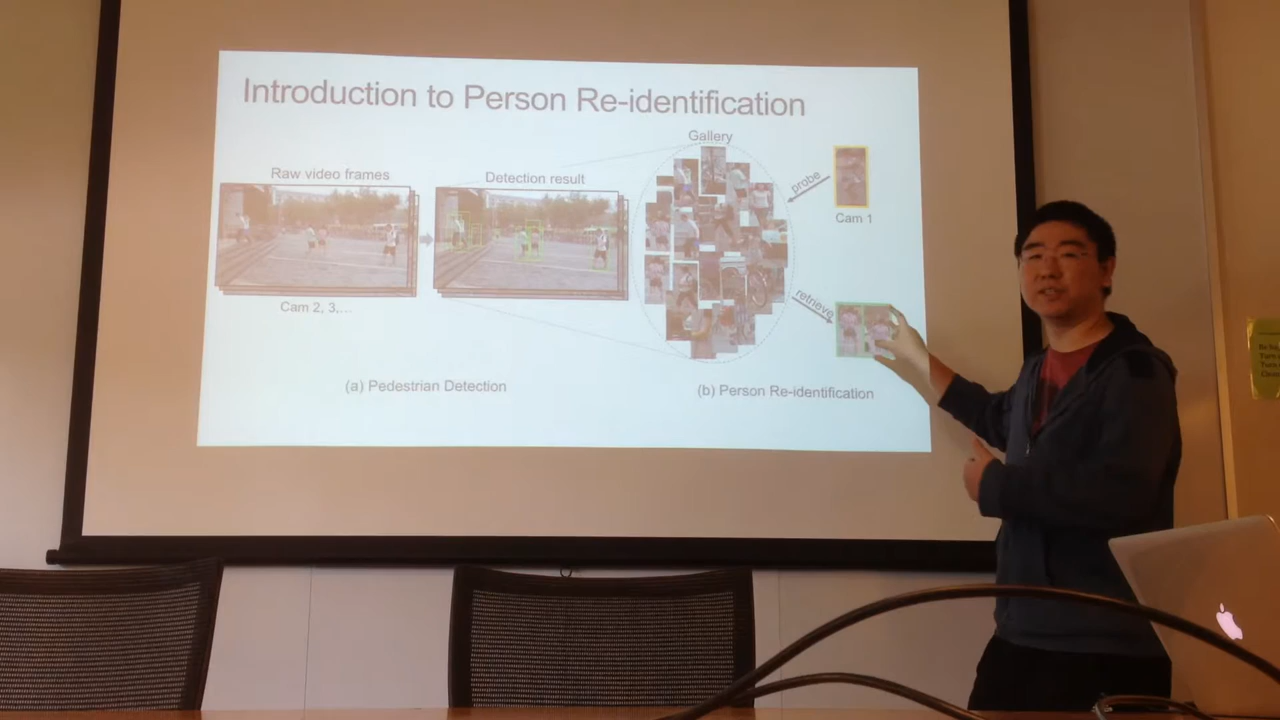 Introduction to Person Re-identification
Gallery
Raw video frames
Detection result
probe
Cam 1
retrieve
Cam 2, 3,...
(a) Pedestrian Detection
(b) Person Re-identification